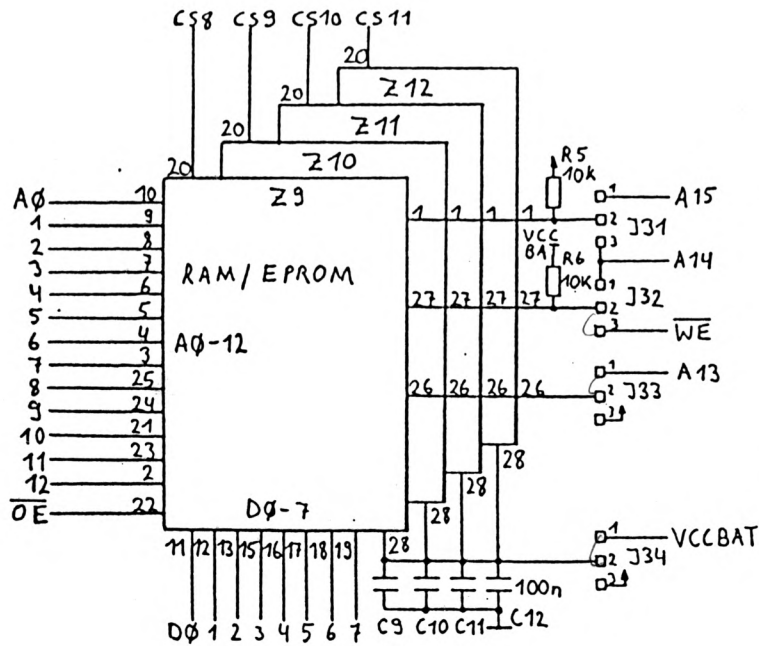 CS8 CS9 CS10 CS11
20 Z12
20 Z11
20 Z10
20 Z9
R5
10k
1 A15
2 J31
3
A14
1 1 1 1
VCC
BAT
R6
10K
1
2 J32
3 WE
27 27 27 27
1 A13
2 J33
3
26 26 26 26
AØ 10
1 9
2 8
3 7
4 6
5 5
6 4
7 3
8 25
9 24
10 21
11 23
12 2
OE 22
RAM/EPROM
AØ-12
DØ-7
28
28
28
28
1 VCCBAT
2 J34
3
11 12 13 15 16 17 18 19
100n
C9 C10 C11 C12
DØ 1 2 3 4 5 6 7